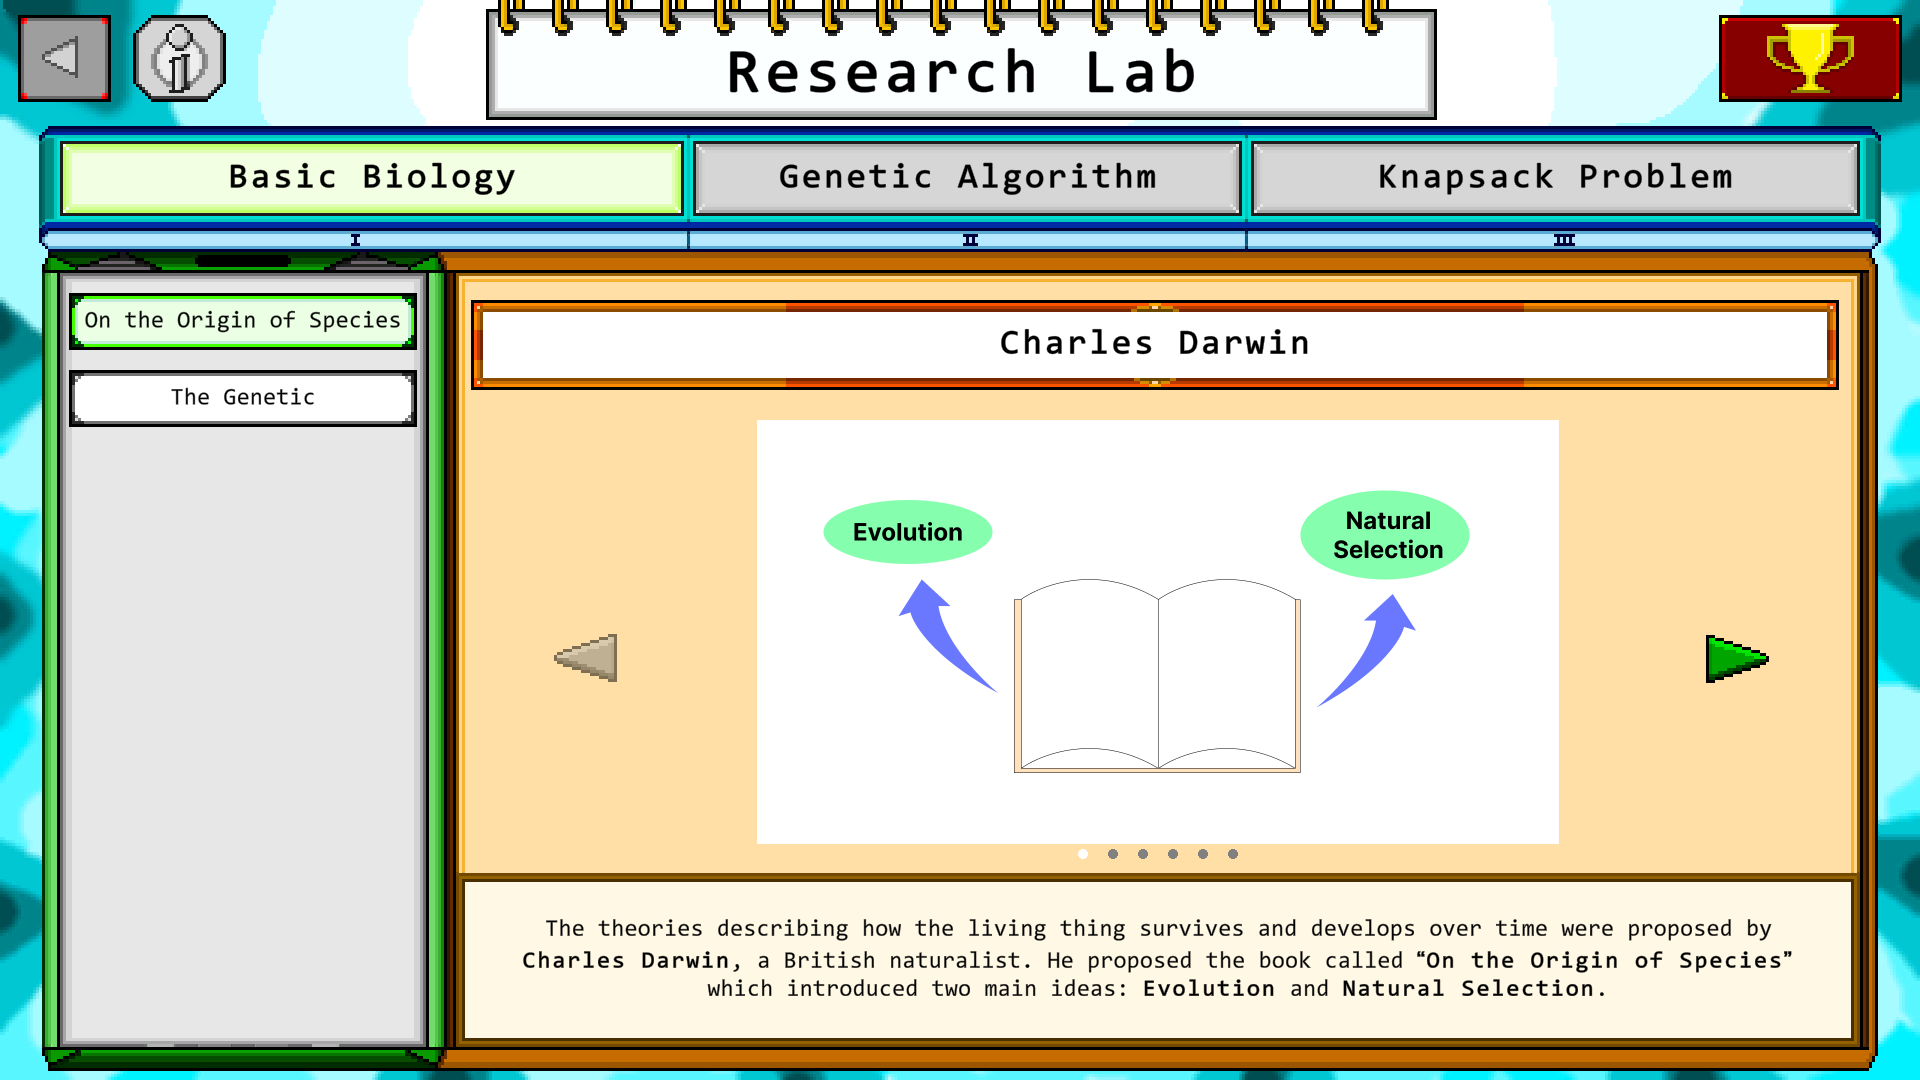 Research Lab
Basic Biology
Genetic Algorithm
Knapsack Problem
I
II
III
On the Origin of Species
The Genetic
Charles Darwin
Evolution
Natural
Selection
The theories describing how the living thing survives and develops over time were proposed by
Charles Darwin, a British naturalist. He proposed the book called “On the Origin of Species”
which introduced two main ideas: Evolution and Natural Selection.